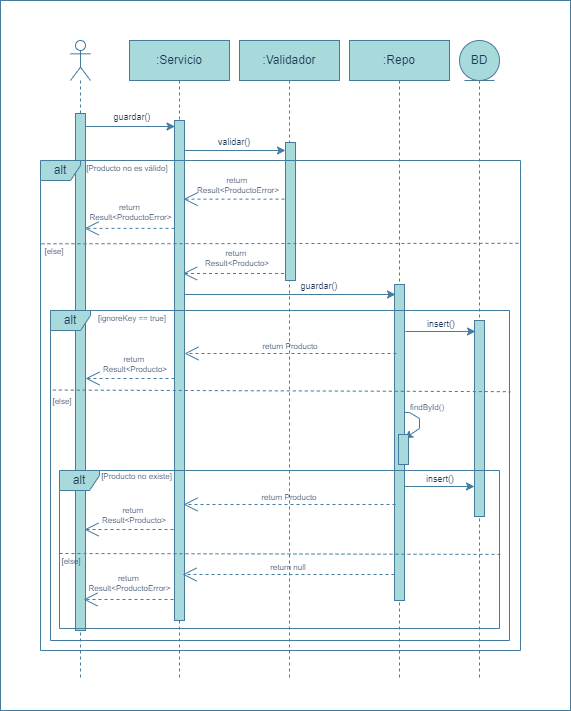 :Servicio
:Validador
:Repo
BD
guardar()
validar()
alt
[Producto no es válido]
return
Result<ProductoError>
return
Result<ProductoError>
[else]
return
Result<Producto>
guardar()
alt
[ignoreKey == true]
insert()
return Producto
return
Result<Producto>
[else]
findById()
alt
[Producto no existe]
insert()
return Producto
return
Result<Producto>
[else]
return null
return
Result<ProductoError>